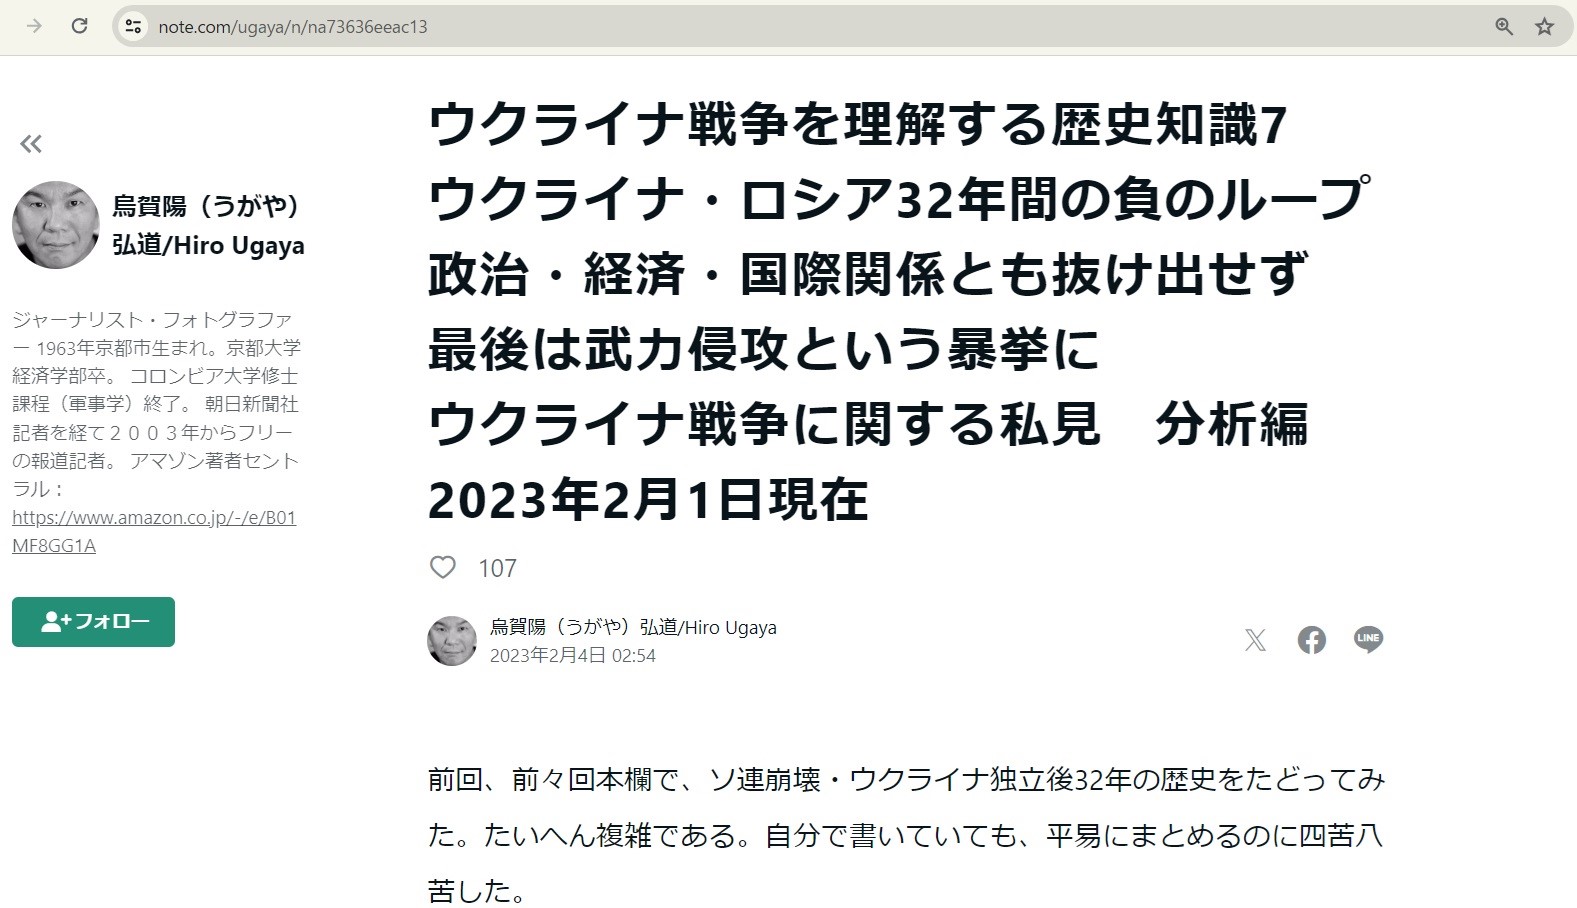 note.com/ugaya/n/na73636eeac13
烏賀陽（うがや）
弘道/Hiro Ugaya
ジャーナリスト・フォトグラファ
ー 1963年京都市生まれ。京都大学
経済学部卒。 コロンビア大学修士
課程（軍事学）終了。 朝日新聞社
記者を経て２００３年からフリー
の報道記者。 アマゾン著者セント
ラル：
https://www.amazon.co.jp/-/e/B01
MF8GG1A
フォロー
ウクライナ戦争を理解する歴史知識7
ウクライナ・ロシア32年間の負のループ
政治・経済・国際関係とも抜け出せず
最後は武力侵攻という暴挙に
ウクライナ戦争に関する私見　分析編
2023年2月1日現在
107
烏賀陽（うがや）弘道/Hiro Ugaya
2023年2月4日 02:54
LINE
前回、前々回本欄で、ソ連崩壊・ウクライナ独立後32年の歴史をたどってみ
た。たいへん複雑である。自分で書いていても、平易にまとめるのに四苦八
苦した。